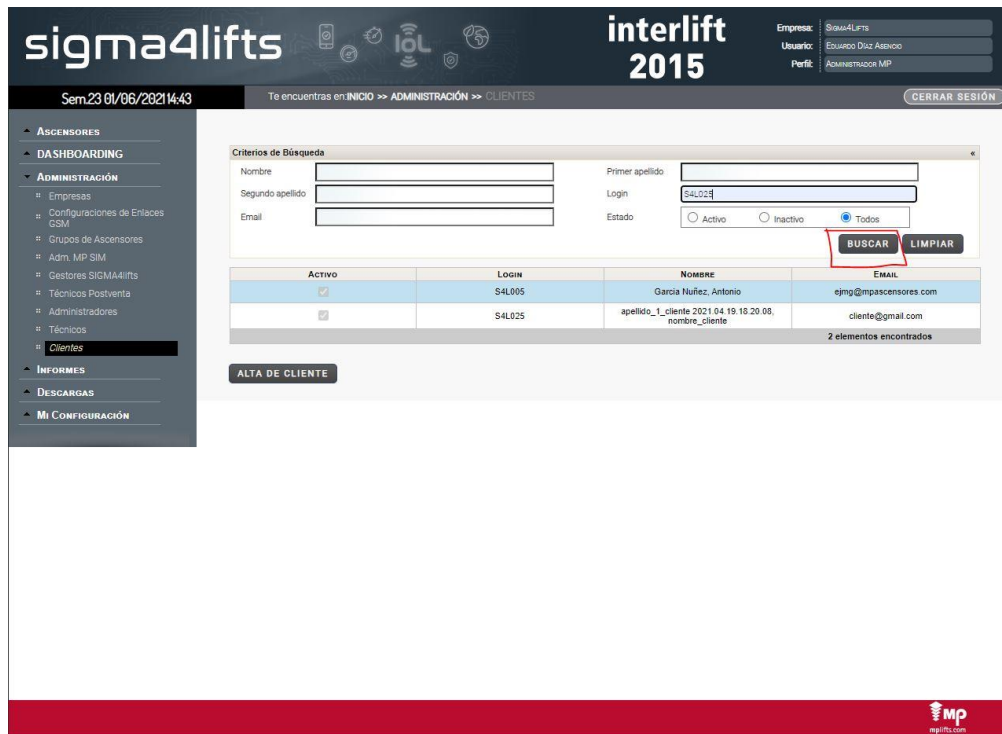 sigma4lifts
IoL
interlift
2015
Empresa: SIGMA4LIFTS
Usuario: EDUARDO DÍAZ ASENCIO
Perfil: ADMINISTRADOR MP
Sem.23 01/06/202114:43
Te encuentras en:INICIO >> ADMINISTRACIÓN >> CLIENTES
CERRAR SESIÓN
ASCENSORES
DASHBOARDING
ADMINISTRACIÓN
Empresas
Configuraciones de Enlaces
GSM
Grupos de Ascensores
Adm. MP SIM
Gestores SIGMA4lifts
Técnicos Postventa
Administradores
Técnicos
Clientes
INFORMES
DESCARGAS
MI CONFIGURACIÓN
Criterios de Búsqueda «
Nombre Primer apellido
Segundo apellido Login S4L025
Email Estado Activo Inactivo Todos
BUSCAR LIMPIAR
ACTIVO LOGIN NOMBRE EMAIL
S4L005 Garcia Nuñez, Antonio ejmg@mpascensores.com
S4L025 apellido_1_cliente 2021.04.19.18.20.08, nombre_cliente cliente@gmail.com
2 elementos encontrados
ALTA DE CLIENTE
MP
mplifts.com